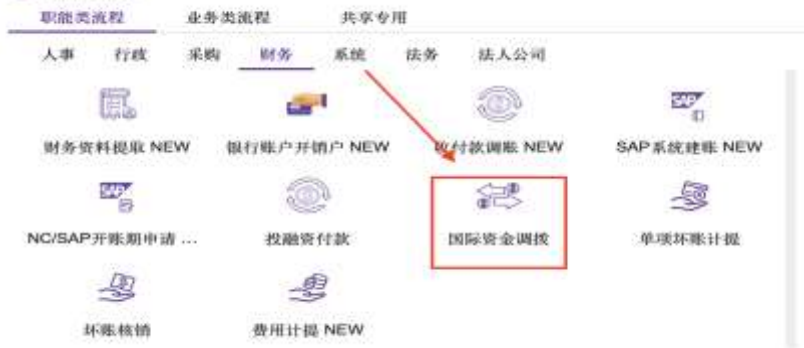 职能类流程 业务类流程 共享专用
人事 行政 采购 财务 系统 法务 法人公司
SAP
财务资料提取 NEW 银行账户开销户 NEW 收付款调账 NEW SAP系统建账 NEW
SAP
NC/SAP开账期申请 ... 投融资付款 国际资金调拨 单项坏账计提
坏账核销 费用计提 NEW